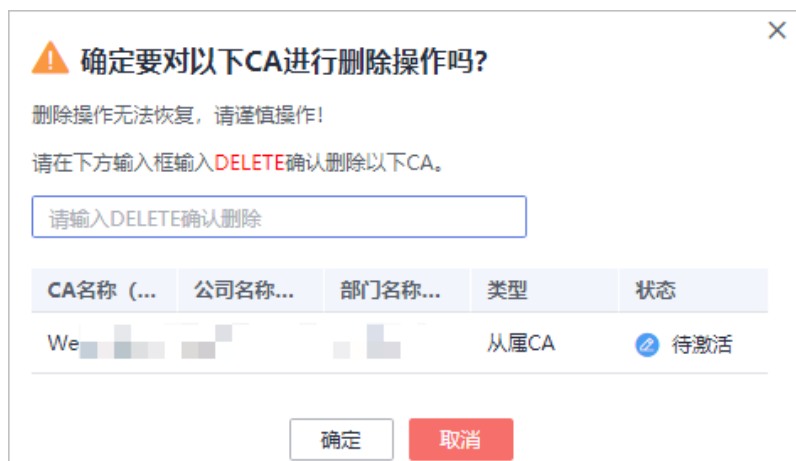 确定要对以下CA进行删除操作吗?
删除操作无法恢复，请谨慎操作!
请在下方输入框输入DELETE确认删除以下CA。
请输入DELETE确认删除
CA名称（... 公司名称... 部门名称... 类型 状态
We 从属CA 待激活
确定 取消